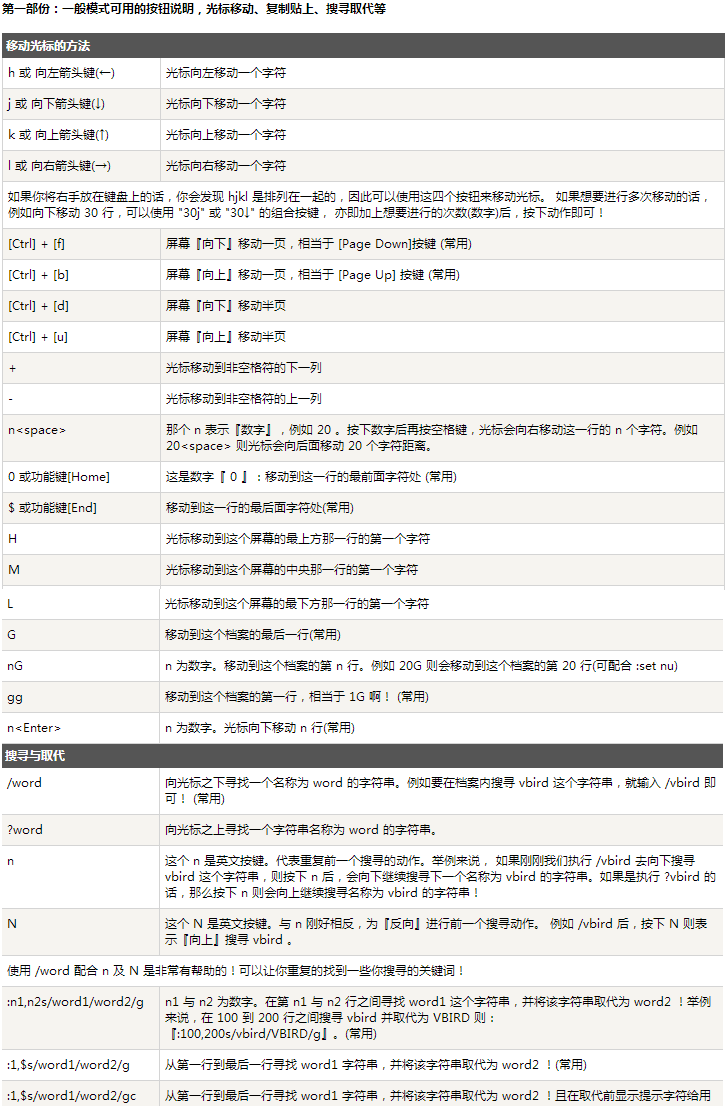 第一部份：一般模式可用的按钮说明，光标移动、复制贴上、搜寻取代等
移动光标的方法
h 或 向左箭头键(←) 光标向左移动一个字符
j 或 向下箭头键(↓) 光标向下移动一个字符
k 或 向上箭头键(↑) 光标向上移动一个字符
l 或 向右箭头键(→) 光标向右移动一个字符
如果你将右手放在键盘上的话，你会发现 hjkl 是排列在一起的，因此可以使用这四个按钮来移动光标。 如果想要进行多次移动的话，
例如向下移动 30 行，可以使用 "30j" 或 "30↓" 的组合按键， 亦即加上想要进行的次数(数字)后，按下动作即可！
[Ctrl] + [f] 屏幕『向下』移动一页，相当于 [Page Down]按键 (常用)
[Ctrl] + [b] 屏幕『向上』移动一页，相当于 [Page Up] 按键 (常用)
[Ctrl] + [d] 屏幕『向下』移动半页
[Ctrl] + [u] 屏幕『向上』移动半页
+ 光标移动到非空格符的下一列
- 光标移动到非空格符的上一列
n<space> 那个 n 表示『数字』，例如 20 。按下数字后再按空格键，光标会向右移动这一行的 n 个字符。例如
20<space> 则光标会向后面移动 20 个字符距离。
0 或功能键[Home] 这是数字『 0 』：移动到这一行的最前面字符处 (常用)
$ 或功能键[End] 移动到这一行的最后面字符处(常用)
H 光标移动到这个屏幕的最上方那一行的第一个字符
M 光标移动到这个屏幕的中央那一行的第一个字符
L 光标移动到这个屏幕的最下方那一行的第一个字符
G 移动到这个档案的最后一行(常用)
nG n 为数字。移动到这个档案的第 n 行。例如 20G 则会移动到这个档案的第 20 行(可配合 :set nu)
gg 移动到这个档案的第一行，相当于 1G 啊！ (常用)
n<Enter> n 为数字。光标向下移动 n 行(常用)
搜寻与取代
/word 向光标之下寻找一个名称为 word 的字符串。例如要在档案内搜寻 vbird 这个字符串，就输入 /vbird 即
可！ (常用)
?word 向光标之上寻找一个字符串名称为 word 的字符串。
n 这个 n 是英文按键。代表重复前一个搜寻的动作。举例来说， 如果刚刚我们执行 /vbird 去向下搜寻
vbird 这个字符串，则按下 n 后，会向下继续搜寻下一个名称为 vbird 的字符串。如果是执行 ?vbird 的
话，那么按下 n 则会向上继续搜寻名称为 vbird 的字符串！
N 这个 N 是英文按键。与 n 刚好相反，为『反向』进行前一个搜寻动作。 例如 /vbird 后，按下 N 则表
示『向上』搜寻 vbird 。
使用 /word 配合 n 及 N 是非常有帮助的！可以让你重复的找到一些你搜寻的关键词！
:n1,n2s/word1/word2/g n1 与 n2 为数字。在第 n1 与 n2 行之间寻找 word1 这个字符串，并将该字符串取代为 word2 ！举例
来说，在 100 到 200 行之间搜寻 vbird 并取代为 VBIRD 则：
『:100,200s/vbird/VBIRD/g』。(常用)
:1,$s/word1/word2/g 从第一行到最后一行寻找 word1 字符串，并将该字符串取代为 word2 ！(常用)
:1,$s/word1/word2/gc 从第一行到最后一行寻找 word1 字符串，并将该字符串取代为 word2 ！且在取代前显示提示字符给用